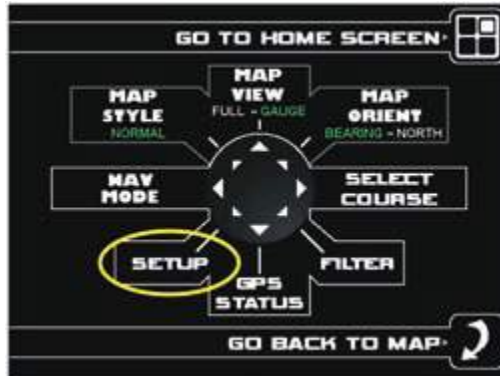 GO TO HOME SCREEN
MAP
VIEW
FULL - GAUGE
MAP
STYLE
NORMAL
MAP
ORIENT
BEARING - NORTH
NAV
MODE
SELECT
COURSE
SETUP
GPS
STATUS
FILTER
GO BACK TO MAP